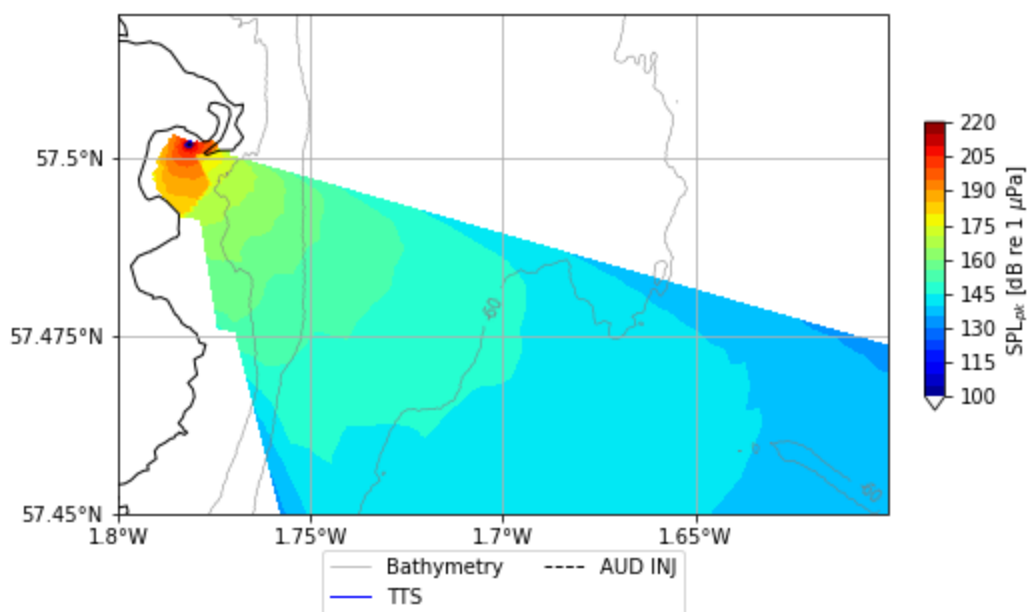 57.5°N
57.475°N
57.45°N
1.8°W
1.75°W
1.7°W
1.65°W
60
60
220
205
190
175
160
145
130
115
100
SPLpk [dB re 1 μPa]
Bathymetry
AUD INJ
TTS